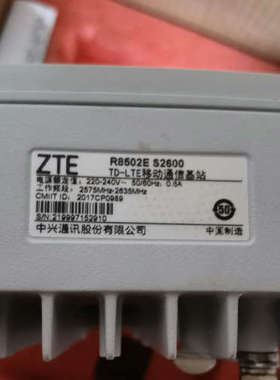 ZTE
R8502E S2600
TD-LTE移动通信基站
电源额定值: 220-240V~ 50/60Hz, 0.6A
工作频段: 2575MHz-2635MHz
CMIIT ID: 2017CP0989
S/N:219997152910
中兴通讯股份有限公司
中国制造